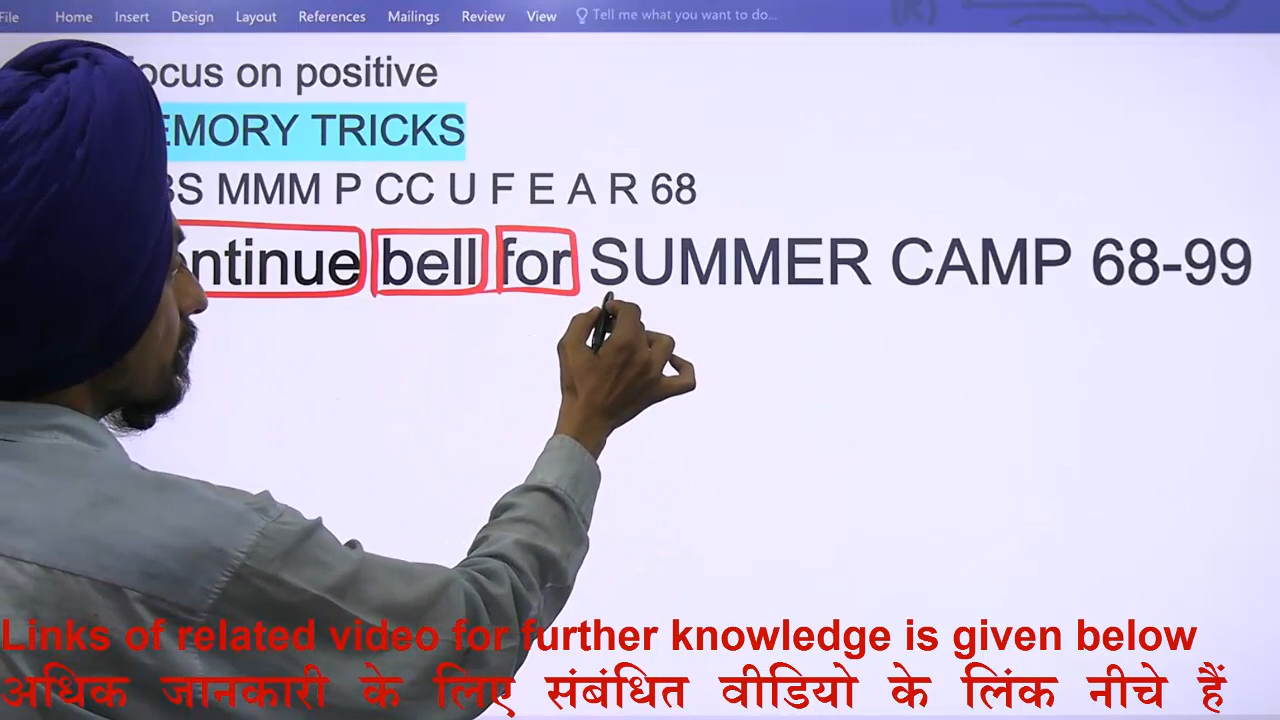 File Home Insert Design Layout References Mailings Review View Tell me what you want to do...
focus on positive
EMORY TRICKS
BS MMM P CC U F E A R 68
ntinue bell for SUMMER CAMP 68-99
Links of related video for further knowledge is given below
अधिक जानकारी के लिए संबंधित वीडियो के लिंक नीचे हैं